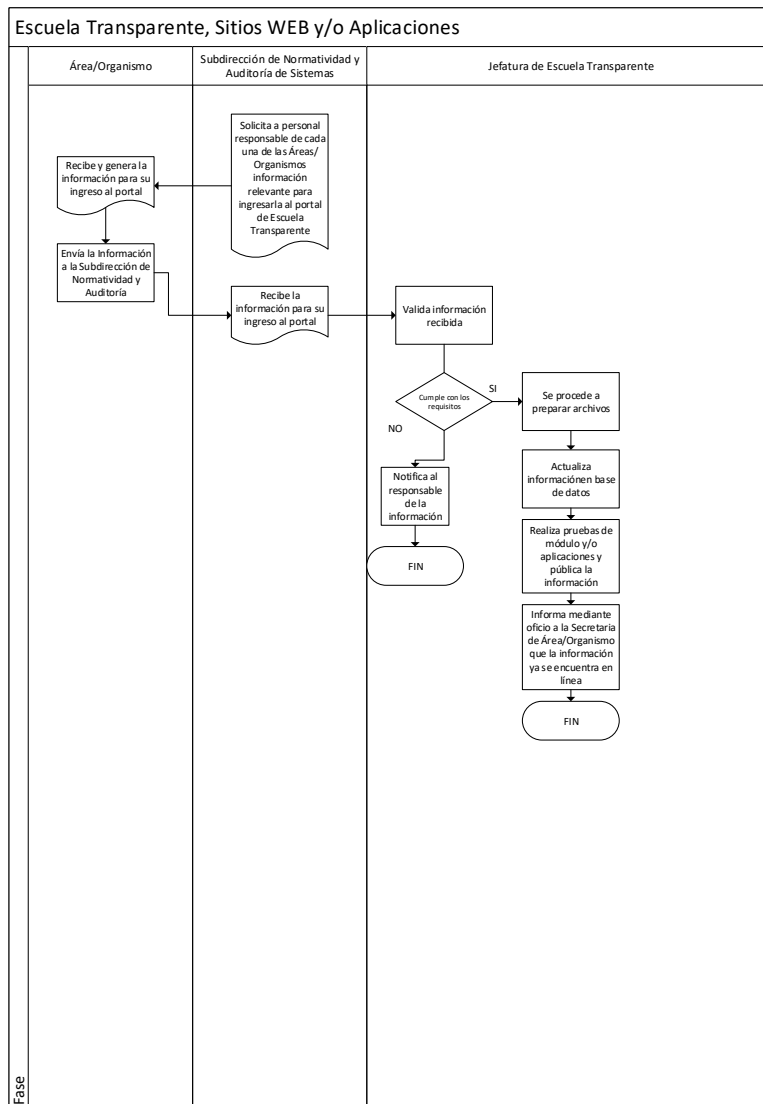 Escuela Transparente, Sitios WEB y/o Aplicaciones
Área/Organismo
Subdirección de Normatividad y
Auditoría de Sistemas
Jefatura de Escuela Transparente
Solicita a personal
responsable de cada
una de las Áreas/
Organismos
información
relevante para
ingresarla al portal
de Escuela
Transparente
Recibe y genera la
información para su
ingreso al portal
Envía la Información
a la Subdirección de
Normatividad y
Auditoría
Recibe la
información para su
ingreso al portal
Valida información
recibida
Cumple con los
requisitos
SI
NO
Se procede a
preparar archivos
Notifica al
responsable
de la
información
FIN
Actualiza
informaciónen base
de datos
Realiza pruebas de
módulo y/o
aplicaciones y
pública la
información
Informa mediante
oficio a la Secretaria
de Área/Organismo
que la información
ya se encuentra en
línea
FIN
Fase